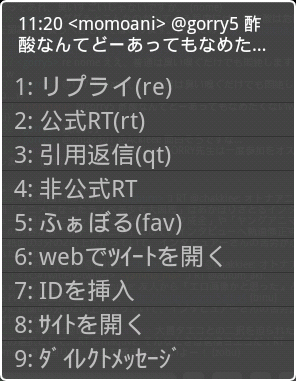 11:20 <momoani> @gorry5 酢
酸なんてどーあってもなめた...
1: リプライ(re)
2: 公式RT(rt)
3: 引用返信(qt)
4: 非公式RT
5: ふぁぼる(fav)
6: webでﾂｲｰﾄを開く
7: IDを挿入
8: ｻｲﾄを開く
9: ﾀﾞｲﾚｸﾄﾒｯｾｰｼﾞ